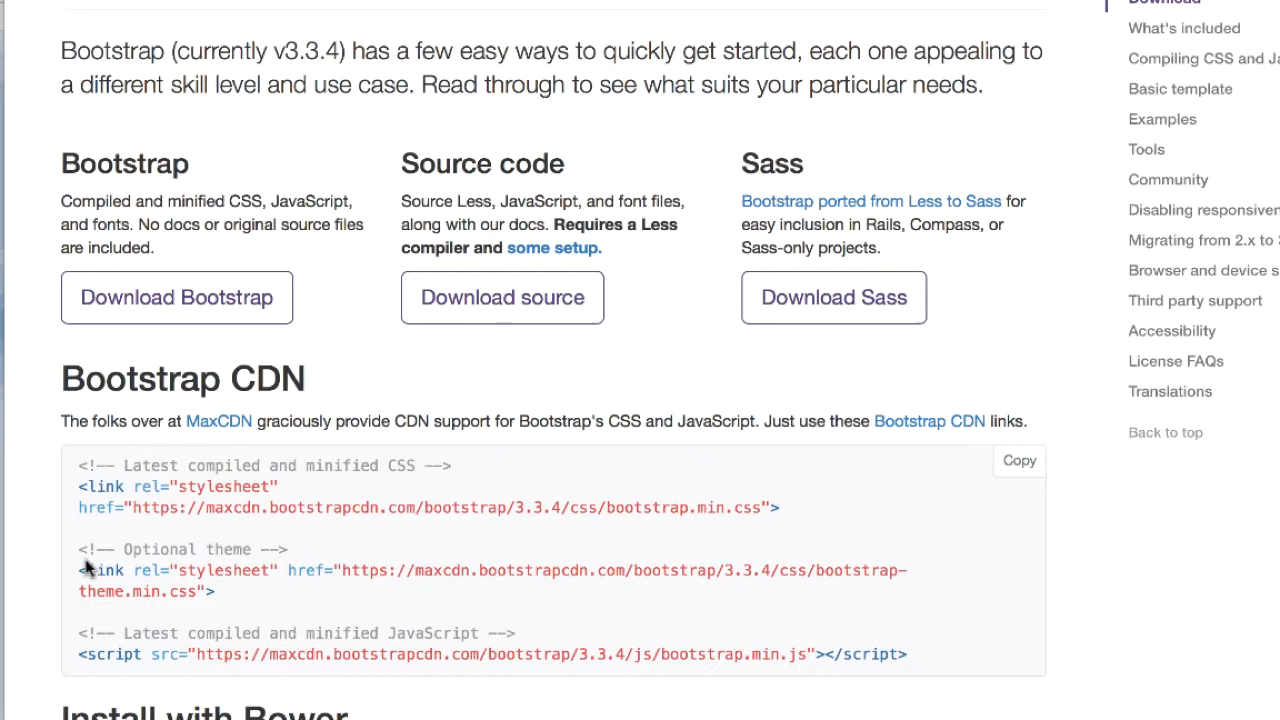 Bootstrap (currently v3.3.4) has a few easy ways to quickly get started, each one appealing to
a different skill level and use case. Read through to see what suits your particular needs.
Bootstrap
Compiled and minified CSS, JavaScript,
and fonts. No docs or original source files
are included.
Download Bootstrap
Source code
Source Less, JavaScript, and font files,
along with our docs. Requires a Less
compiler and some setup.
Download source
Sass
Bootstrap ported from Less to Sass for
easy inclusion in Rails, Compass, or
Sass-only projects.
Download Sass
Bootstrap CDN
The folks over at MaxCDN graciously provide CDN support for Bootstrap's CSS and JavaScript. Just use these Bootstrap CDN links.
Copy
<!-- Latest compiled and minified CSS -->
<link rel="stylesheet"
href="https://maxcdn.bootstrapcdn.com/bootstrap/3.3.4/css/bootstrap.min.css">
<!-- Optional theme -->
<link rel="stylesheet" href="https://maxcdn.bootstrapcdn.com/bootstrap/3.3.4/css/bootstrap-
theme.min.css">
<!-- Latest compiled and minified JavaScript -->
<script src="https://maxcdn.bootstrapcdn.com/bootstrap/3.3.4/js/bootstrap.min.js"></script>
Install with Bower
Download
What's included
Compiling CSS and Ja
Basic template
Examples
Tools
Community
Disabling responsiven
Migrating from 2.x to 3
Browser and device s
Third party support
Accessibility
License FAQs
Translations
Back to top